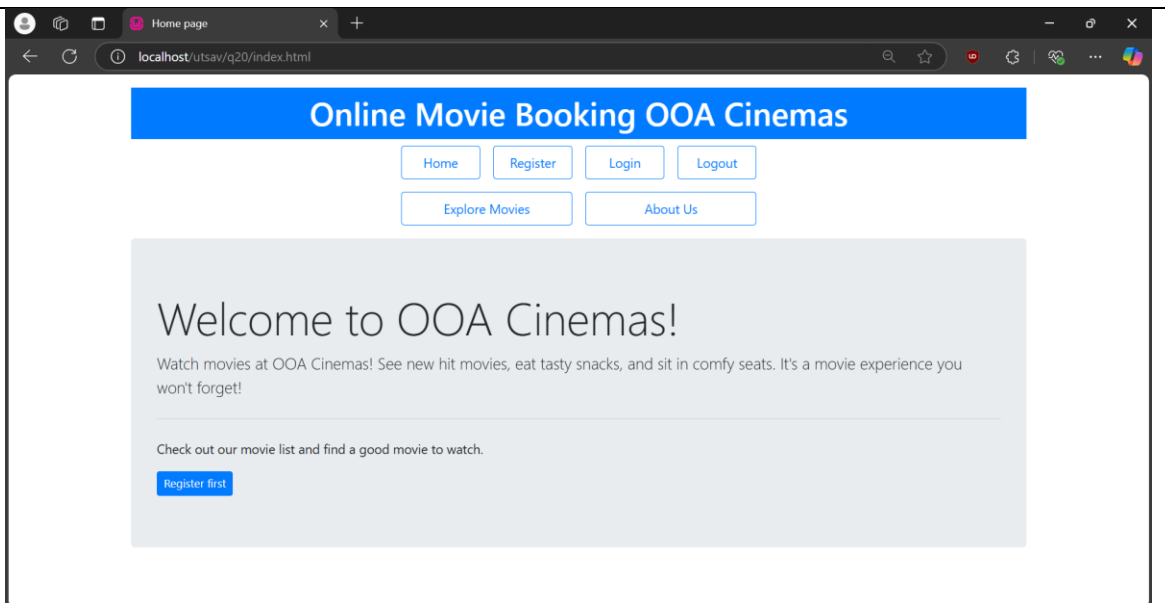 Home page
localhost/utsav/q20/index.html
Online Movie Booking OOA Cinemas
Home Register Login Logout
Explore Movies About Us
Welcome to OOA Cinemas!
Watch movies at OOA Cinemas! See new hit movies, eat tasty snacks, and sit in comfy seats. It's a movie experience you
won't forget!
Check out our movie list and find a good movie to watch.
Register first